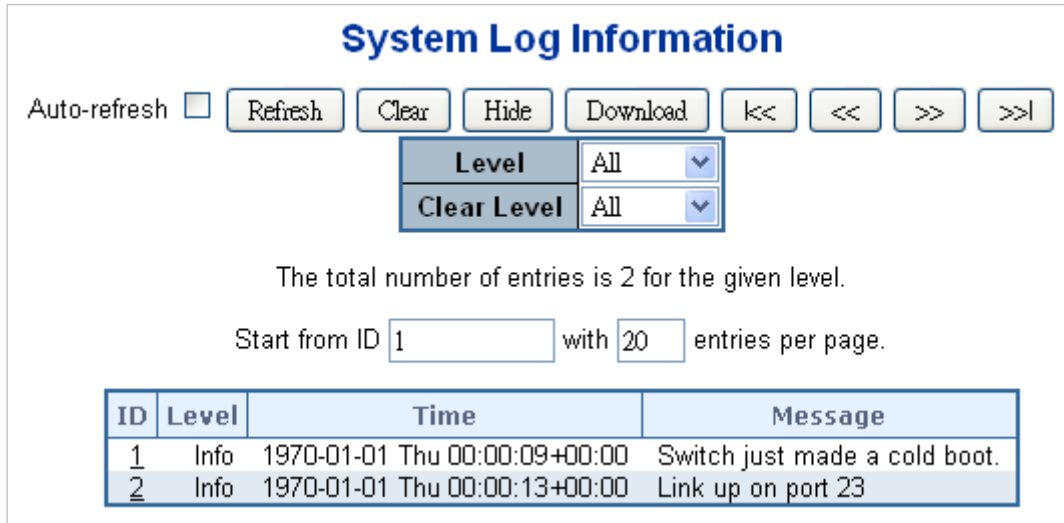 System Log Information
Auto-refresh Refresh Clear Hide Download |<< << >> >>|
Level All
Clear Level All
The total number of entries is 2 for the given level.
Start from ID 1 with 20 entries per page.
ID Level Time Message
1 Info 1970-01-01 Thu 00:00:09+00:00 Switch just made a cold boot.
2 Info 1970-01-01 Thu 00:00:13+00:00 Link up on port 23